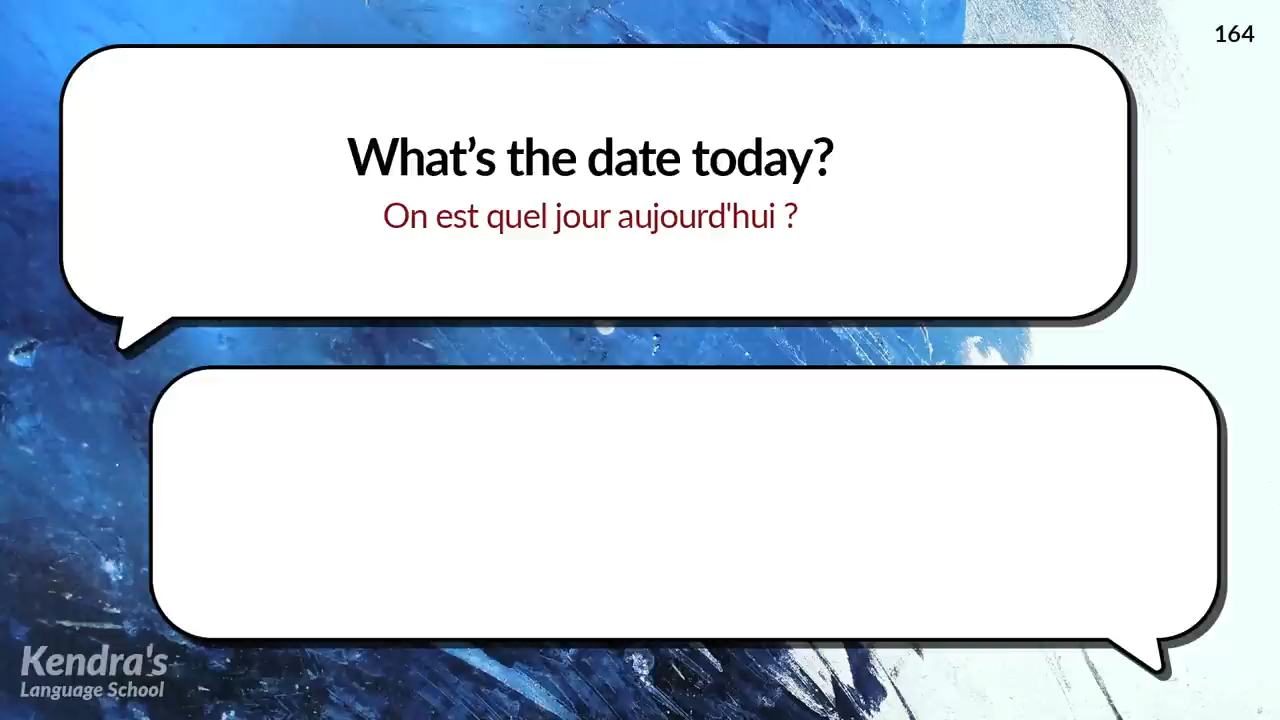 164
What's the date today?
On est quel jour aujourd'hui ?
Kendra's
Language School